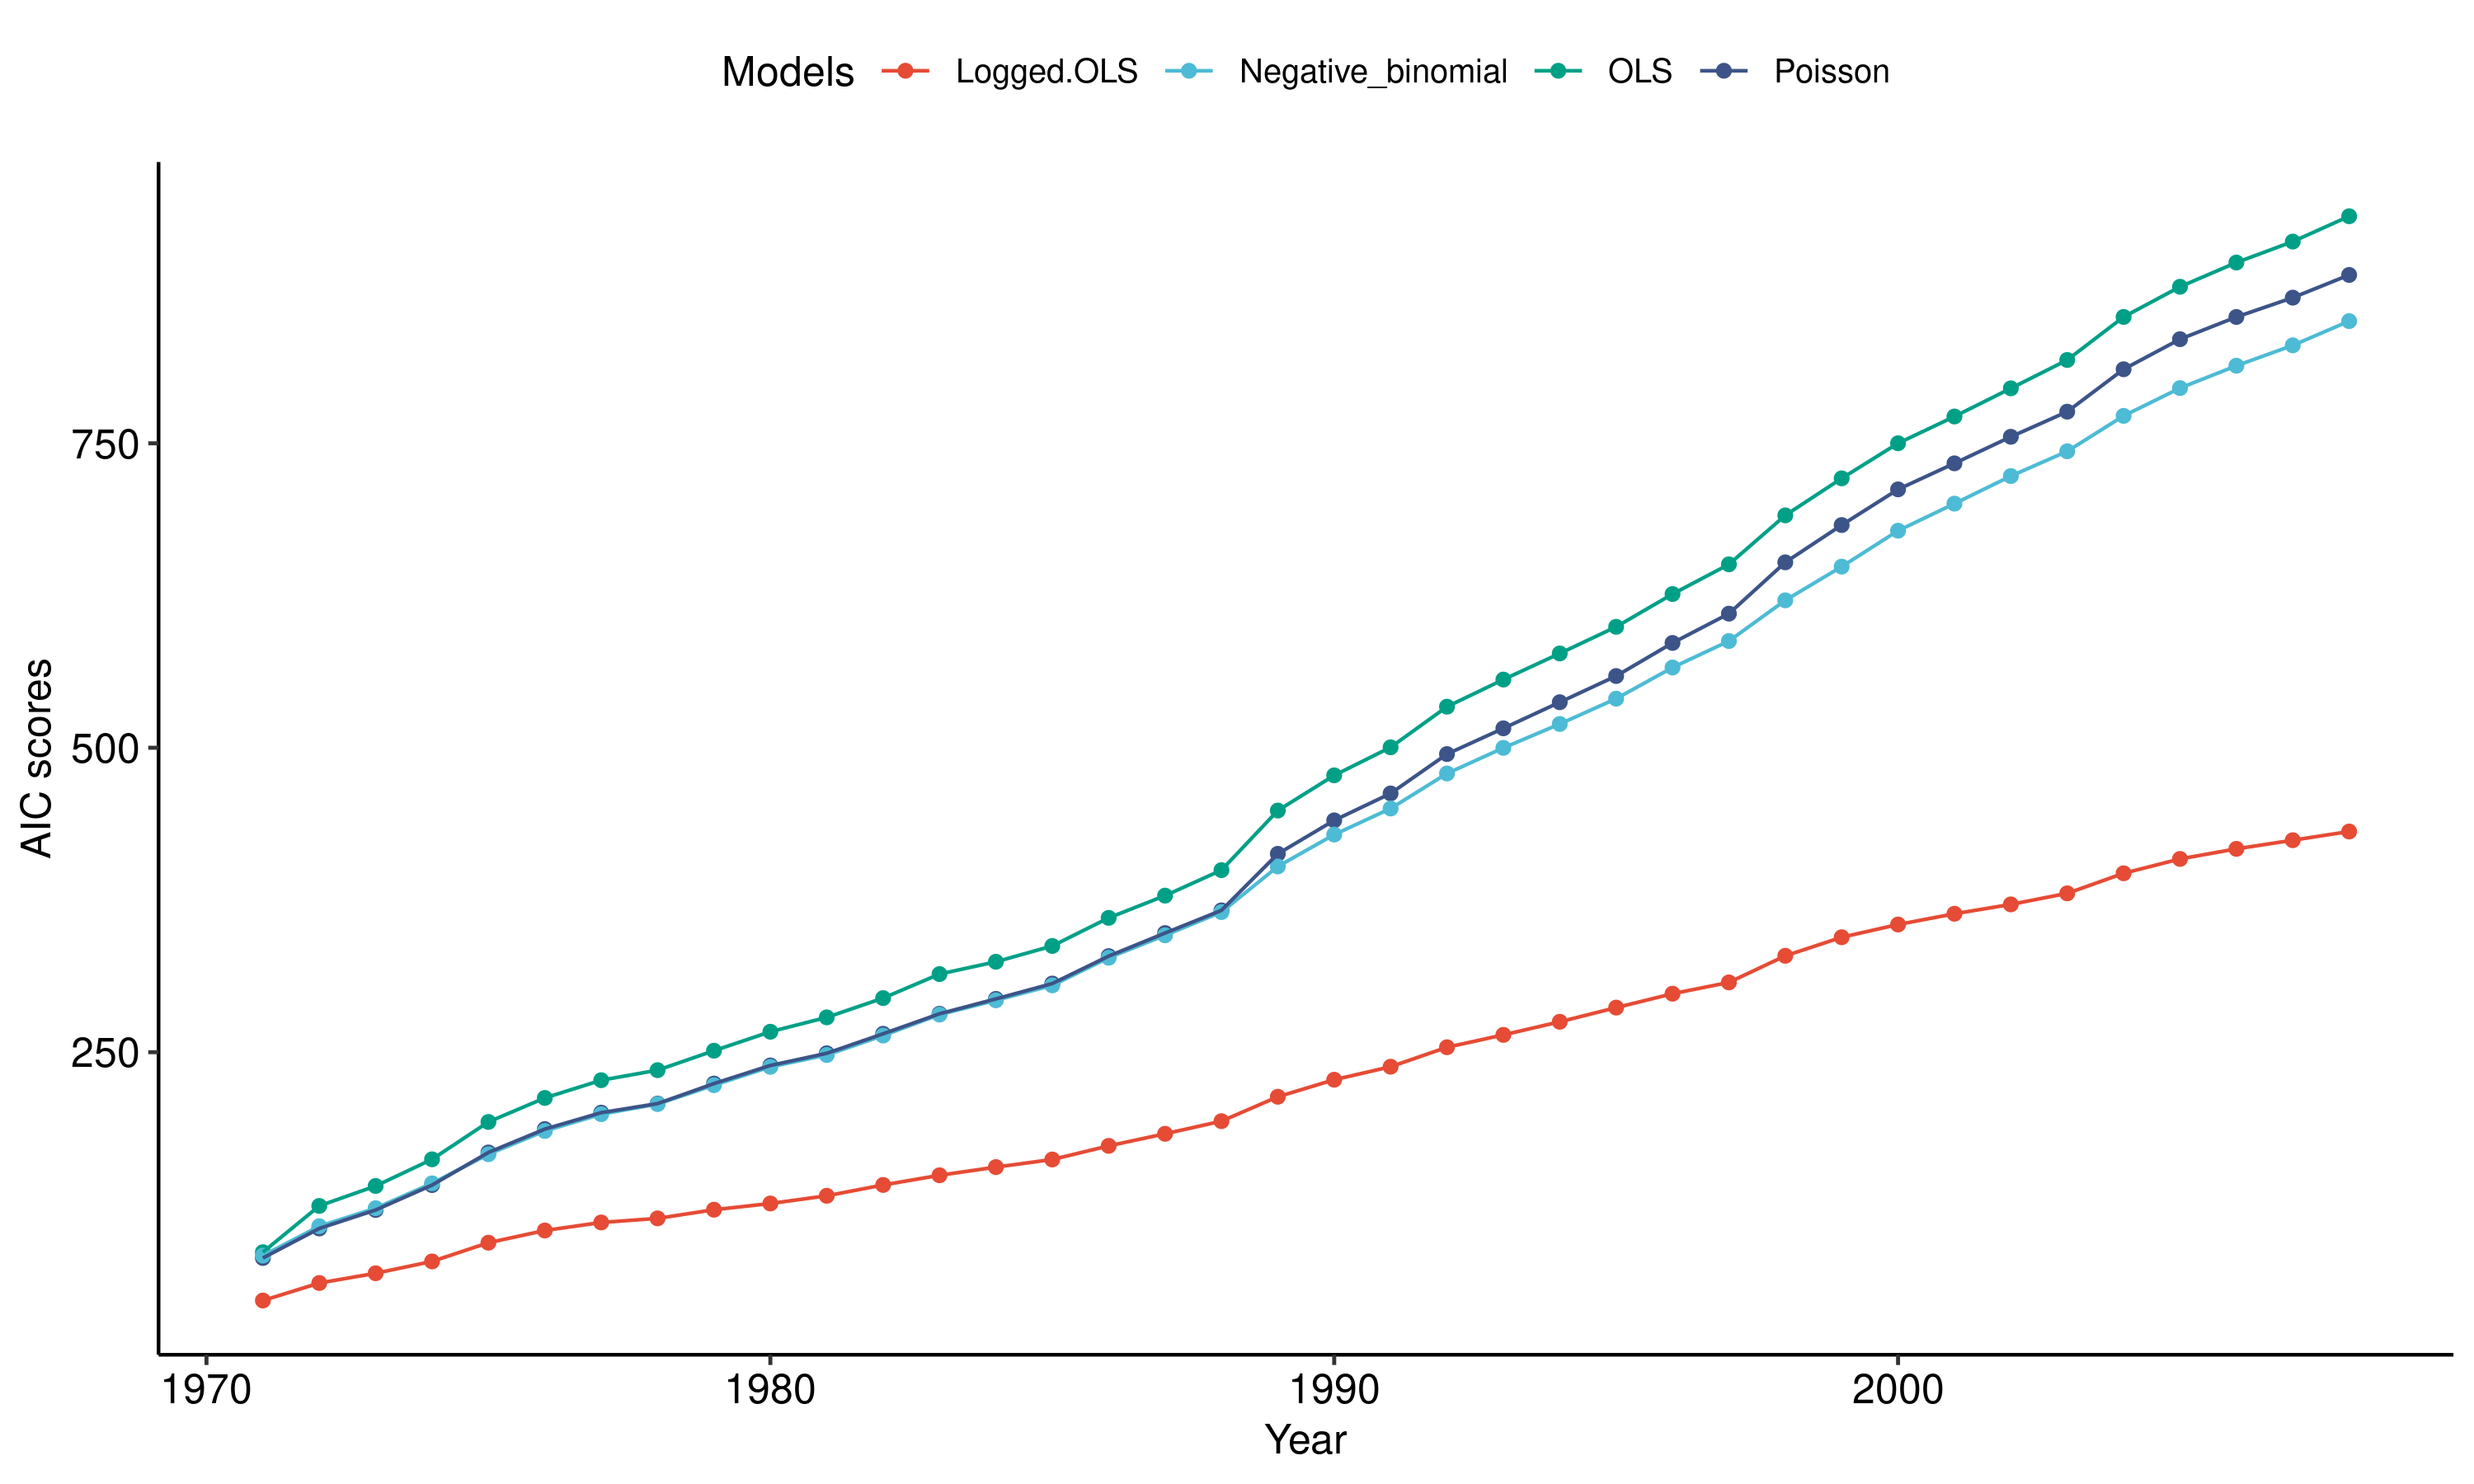 Models Logged.OLS Negative_binomial OLS Poisson
AIC scores
750
500
250
1970 1980 1990 2000
Year